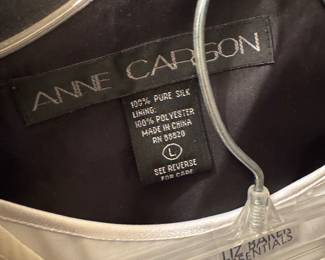 ANNE CARSON
100% PURE SILK
LINING:
100% POLYESTER
MADE IN CHINA
RN 88820
L
SEE REVERSE
FOR CARE
LIZ BAKER
ESSENTIALS